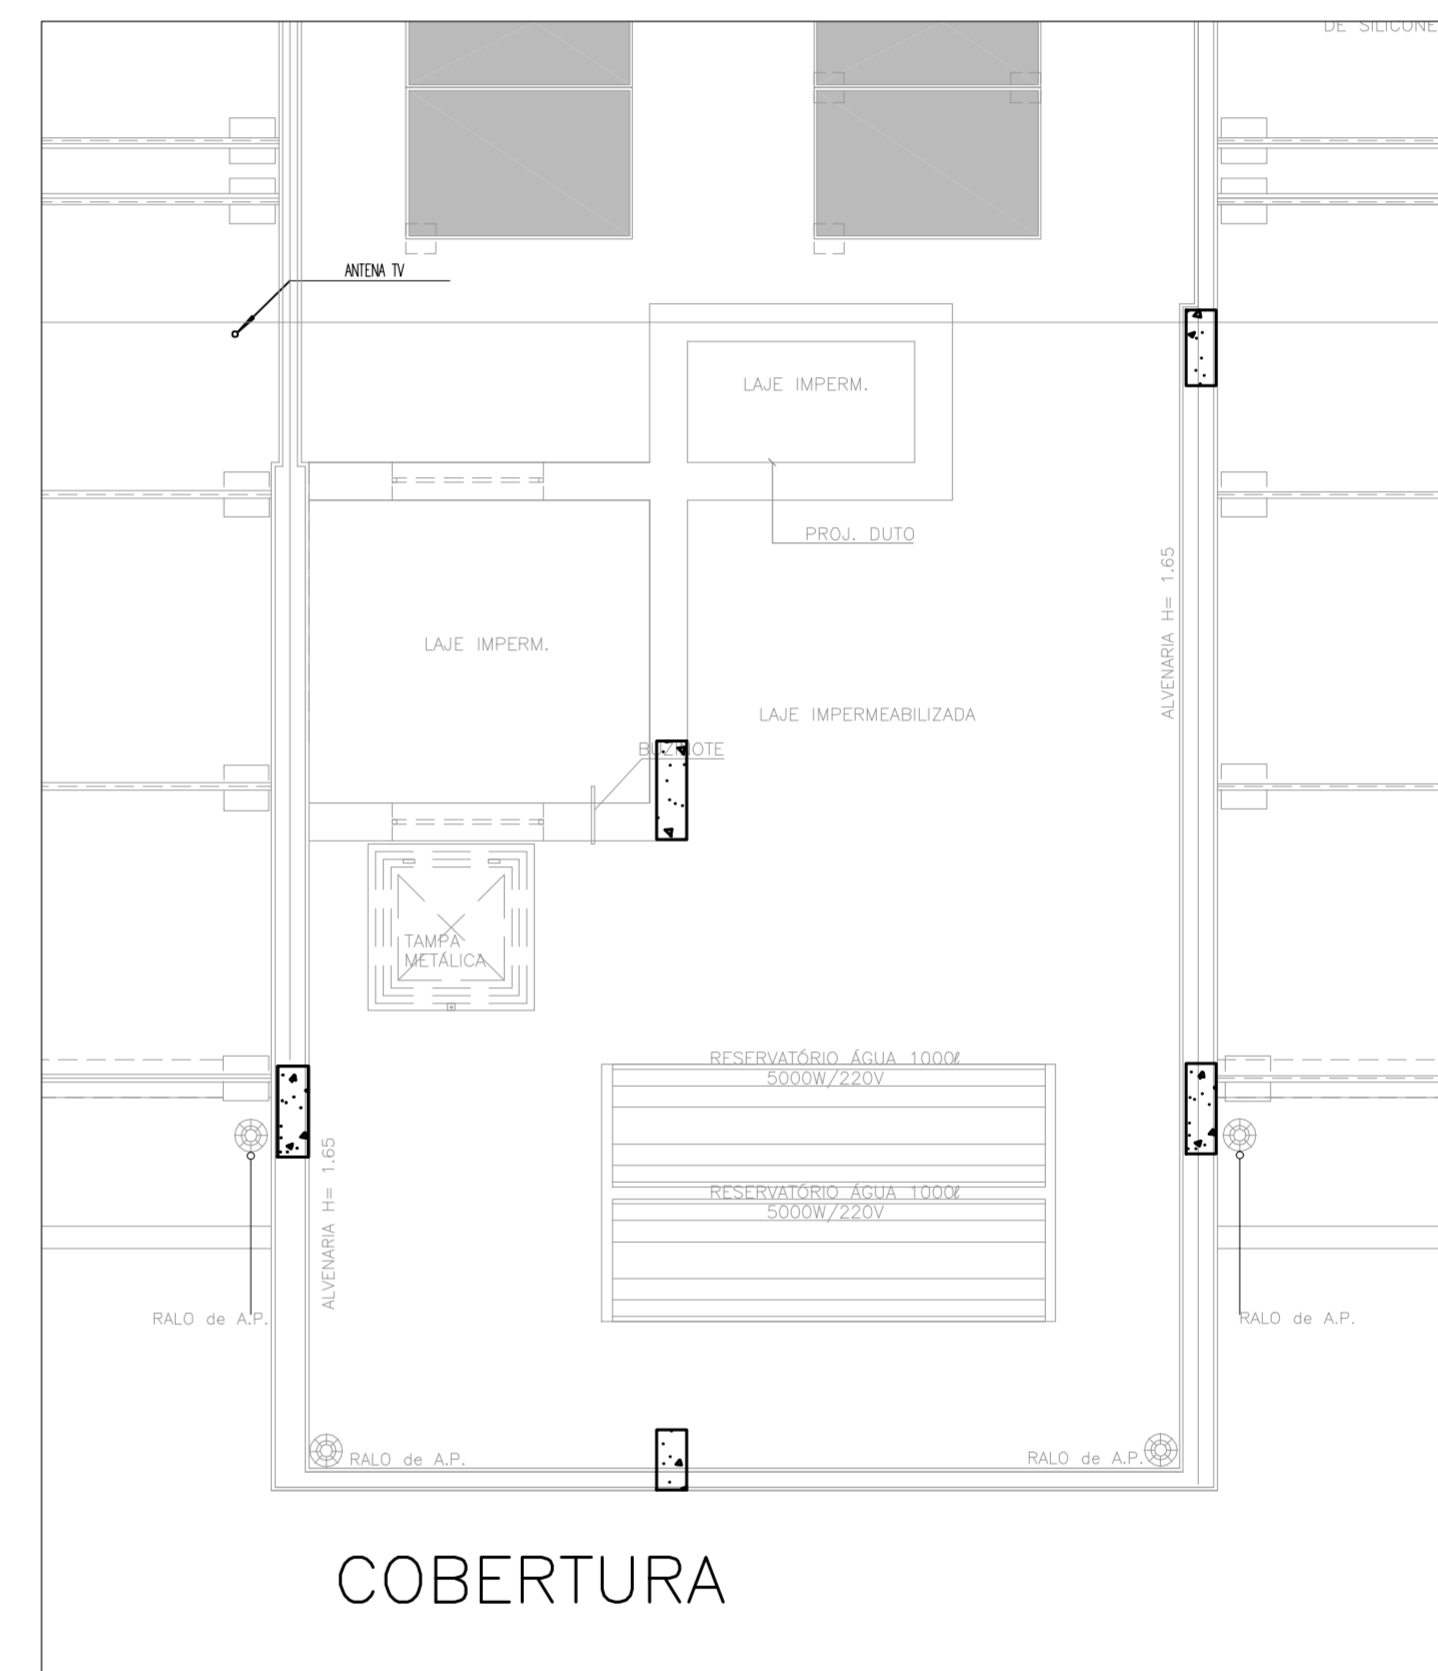 DE SILICONE
ANTENA TV
LAJE IMPERM.
PROJ. DUTO
ALVENARIA H= 1.65
LAJE IMPERM.
LAJE IMPERMEABILIZADA
TAMPA
METÁLICA
RESERVATÓRIO ÁGUA 1000ℓ
5000W/220V
ALVENARIA H= 1.65
RESERVATÓRIO ÁGUA 1000ℓ
5000W/220V
RALO de A.P.
RALO de A.P.
RALO de A.P.
RALO de A.P.
COBERTURA